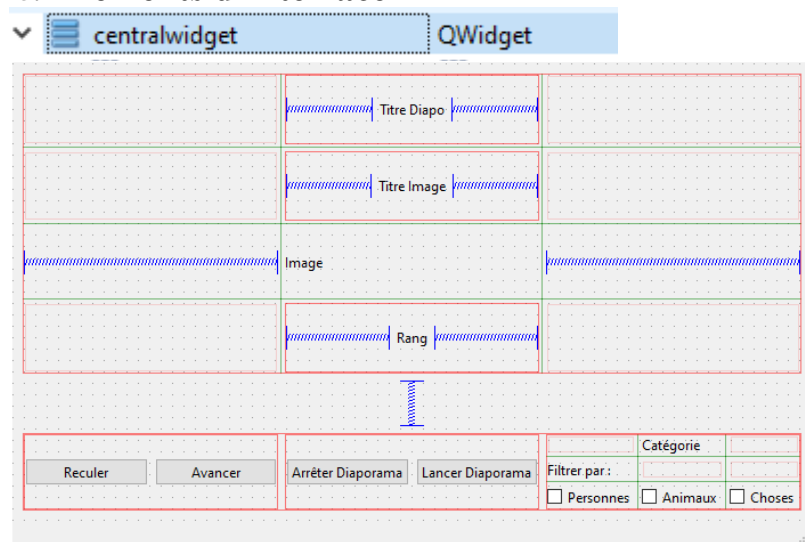 centralwidget QWidget
Titre Diapo
Titre Image
Image
Rang
Catégorie
Reculer Avancer Arrêter Diaporama Lancer Diaporama Filtrer par :
Personnes Animaux Choses